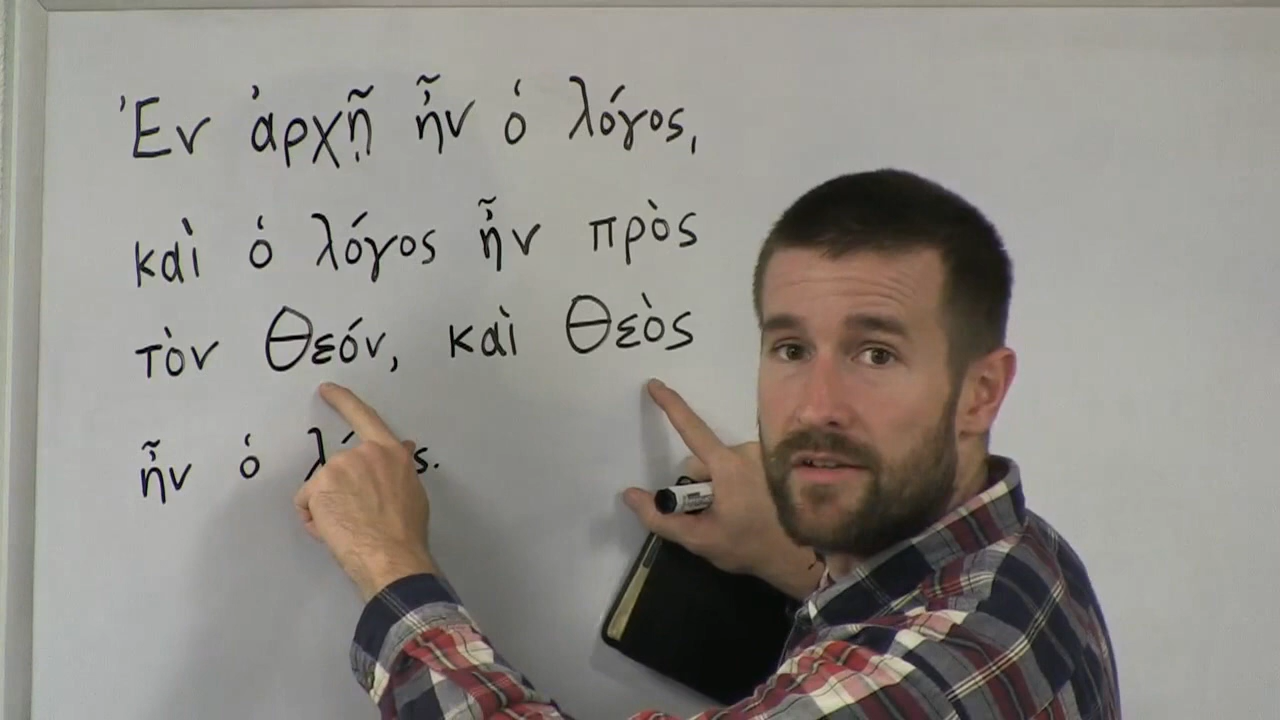 Ἐν ἀρχῇ ἦν ὁ λόγος,
καὶ ὁ λόγος ἦν πρὸς
τὸν Θεόν, καὶ Θεὸς
ἦν ὁ